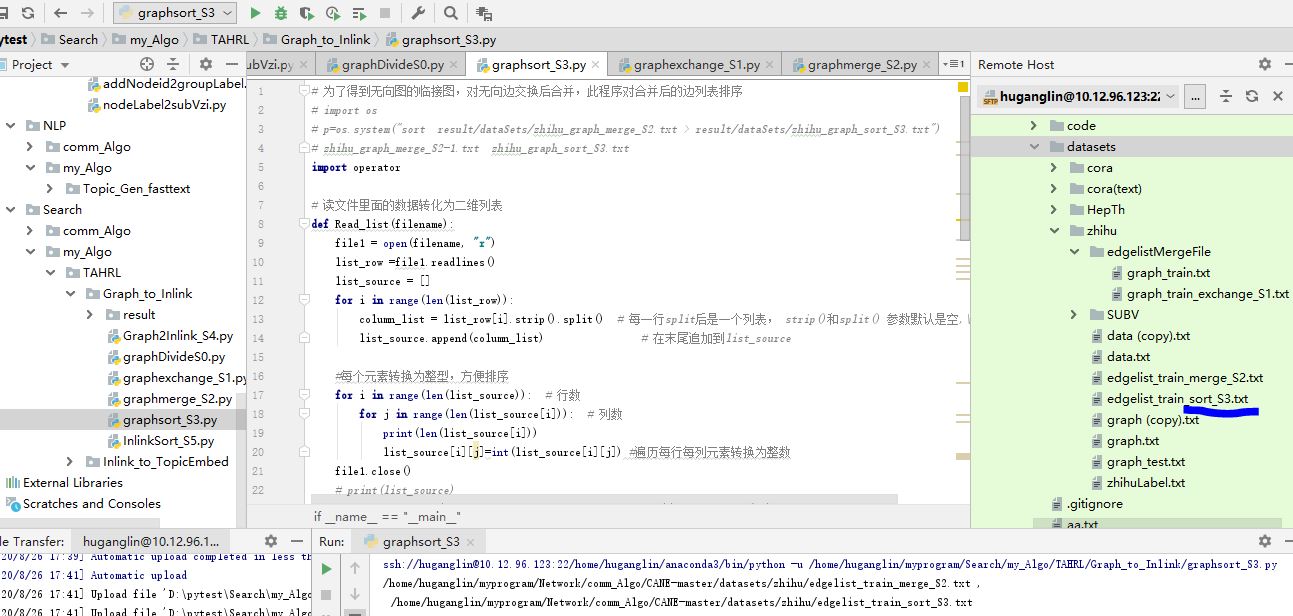 graphsort_S3
ytest
Search
my_Algo
TAHRL
Graph_to_Inlink
graphsort_S3.py
Project
ubVzi.py
graphDivideS0.py
graphsort_S3.py
graphexchange_S1.py
graphmerge_S2.py
1
Remote Host
addNodeid2groupLabel.
nodeLabel2subVzi.py
NLP
comm_Algo
my_Algo
Topic_Gen_fasttext
Search
comm_Algo
my_Algo
TAHRL
Graph_to_Inlink
result
Graph2Inlink_S4.py
graphDivideS0.py
graphexchange_S1.py
graphmerge_S2.py
graphsort_S3.py
InlinkSort_S5.py
Inlink_to_TopicEmbed
External Libraries
Scratches and Consoles
1 # 为了得到无向图的临接图，对无向边交换后合并，此程序对合并后的边列表排序
2 # import os
3 # p=os.system("sort  result/dataSets/zhihu_graph_merge_S2.txt > result/dataSets/zhihu_graph_sort_S3.txt")
4 # zhihu_graph_merge_S2-1.txt  zhihu_graph_sort_S3.txt
5 import operator
6
7 # 读文件里面的数据转化为二维列表
8 def Read_list(filename):
9 file1 = open(filename, "r")
10 list_row =file1.readlines()
11 list_source = []
12 for i in range(len(list_row)):
13 column_list = list_row[i].strip().split()  # 每一行split后是一个列表， strip()和split() 参数默认是空,
14 list_source.append(column_list)  # 在末尾追加到list_source
15
16 #每个元素转换为整型，方便排序
17 for i in range(len(list_source)):  # 行数
18 for j in range(len(list_source[i])):  # 列数
19 print(len(list_source[i]))
20 list_source[i][j]=int(list_source[i][j]) #遍历每行每列元素转换为整数
21 file1.close()
22 # print(list_source)
if __name__ == "__main__"
SFTP huganglin@10.12.96.123:22
...
code
datasets
cora
cora(text)
HepTh
zhihu
edgelistMergeFile
graph_train.txt
graph_train_exchange_S1.txt
SUBV
data (copy).txt
data.txt
edgelist_train_merge_S2.txt
edgelist_train_sort_S3.txt
graph (copy).txt
graph.txt
graph_test.txt
zhihuLabel.txt
.gitignore
aa.txt
le Transfer:
huganglin@10.12.96.1...
20/8/26 17:39] Automatic upload completed in less th
20/8/26 17:41] Automatic upload
20/8/26 17:41] Upload file 'D:\pytest\Search\my_Algo
20/8/26 17:41] Upload file 'D:\pytest\Search\my_Algo
Run:
graphsort_S3
ssh://huganglin@10.12.96.123:22/home/huganglin/anaconda3/bin/python -u /home/huganglin/myprogram/Search/my_Algo/TAHRL/Graph_to_Inlink/graphsort_S3.py
/home/huganglin/myprogram/Network/comm_Algo/CANE-master/datasets/zhihu/edgelist_train_merge_S2.txt ,
/home/huganglin/myprogram/Network/comm_Algo/CANE-master/datasets/zhihu/edgelist_train_sort_S3.txt